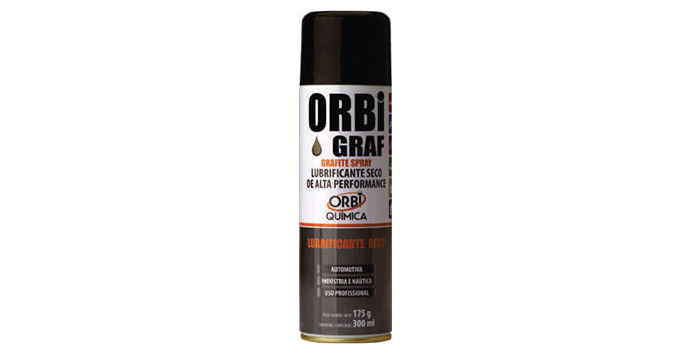 ORBi
GRAF
GRAFITE SPRAY
LUBRIFICANTE SECO
DE ALTA PERFORMANCE
ORBI
QUÍMICA
LUBRIFICANTE SECO
AUTOMOTIVA
INDÚSTRIA E NAÚTICA
USO PROFISSIONAL
175 g
300 ml